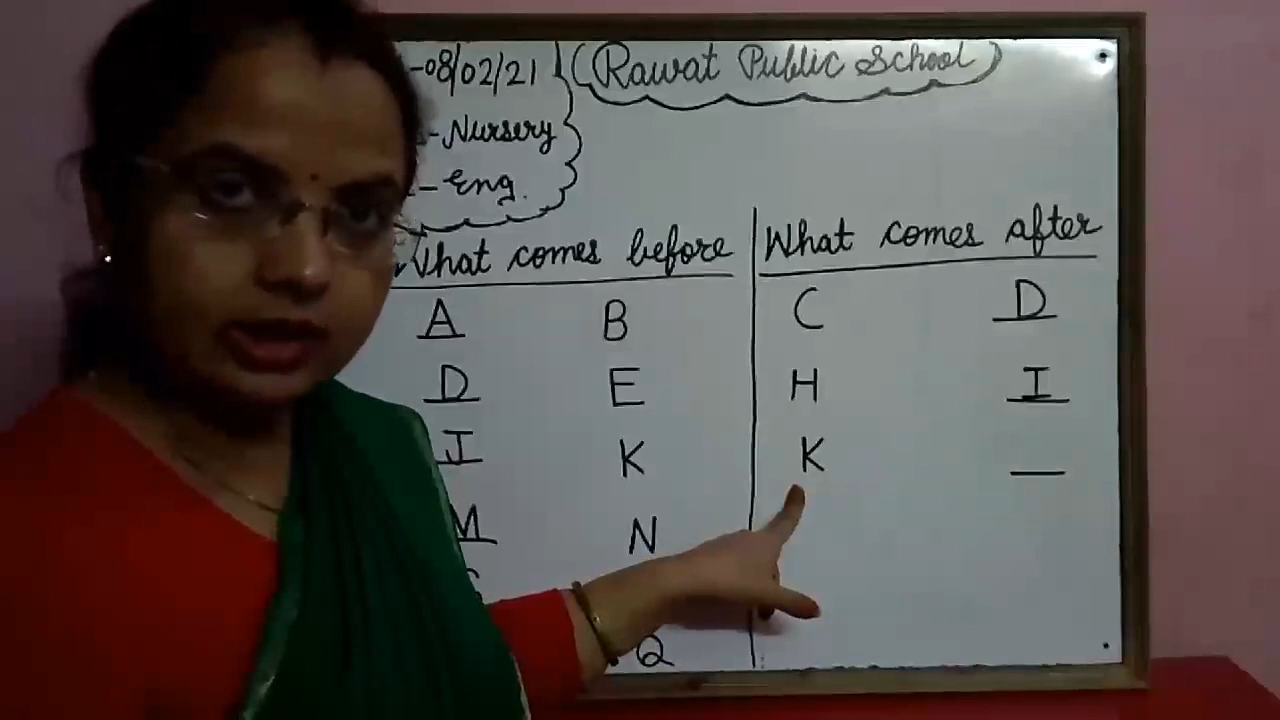 -08/02/21 (Rawat Public School)
-Nursery
-Eng.
What comes before What comes after
A B C D
D E H I
J K K _
M N
Q